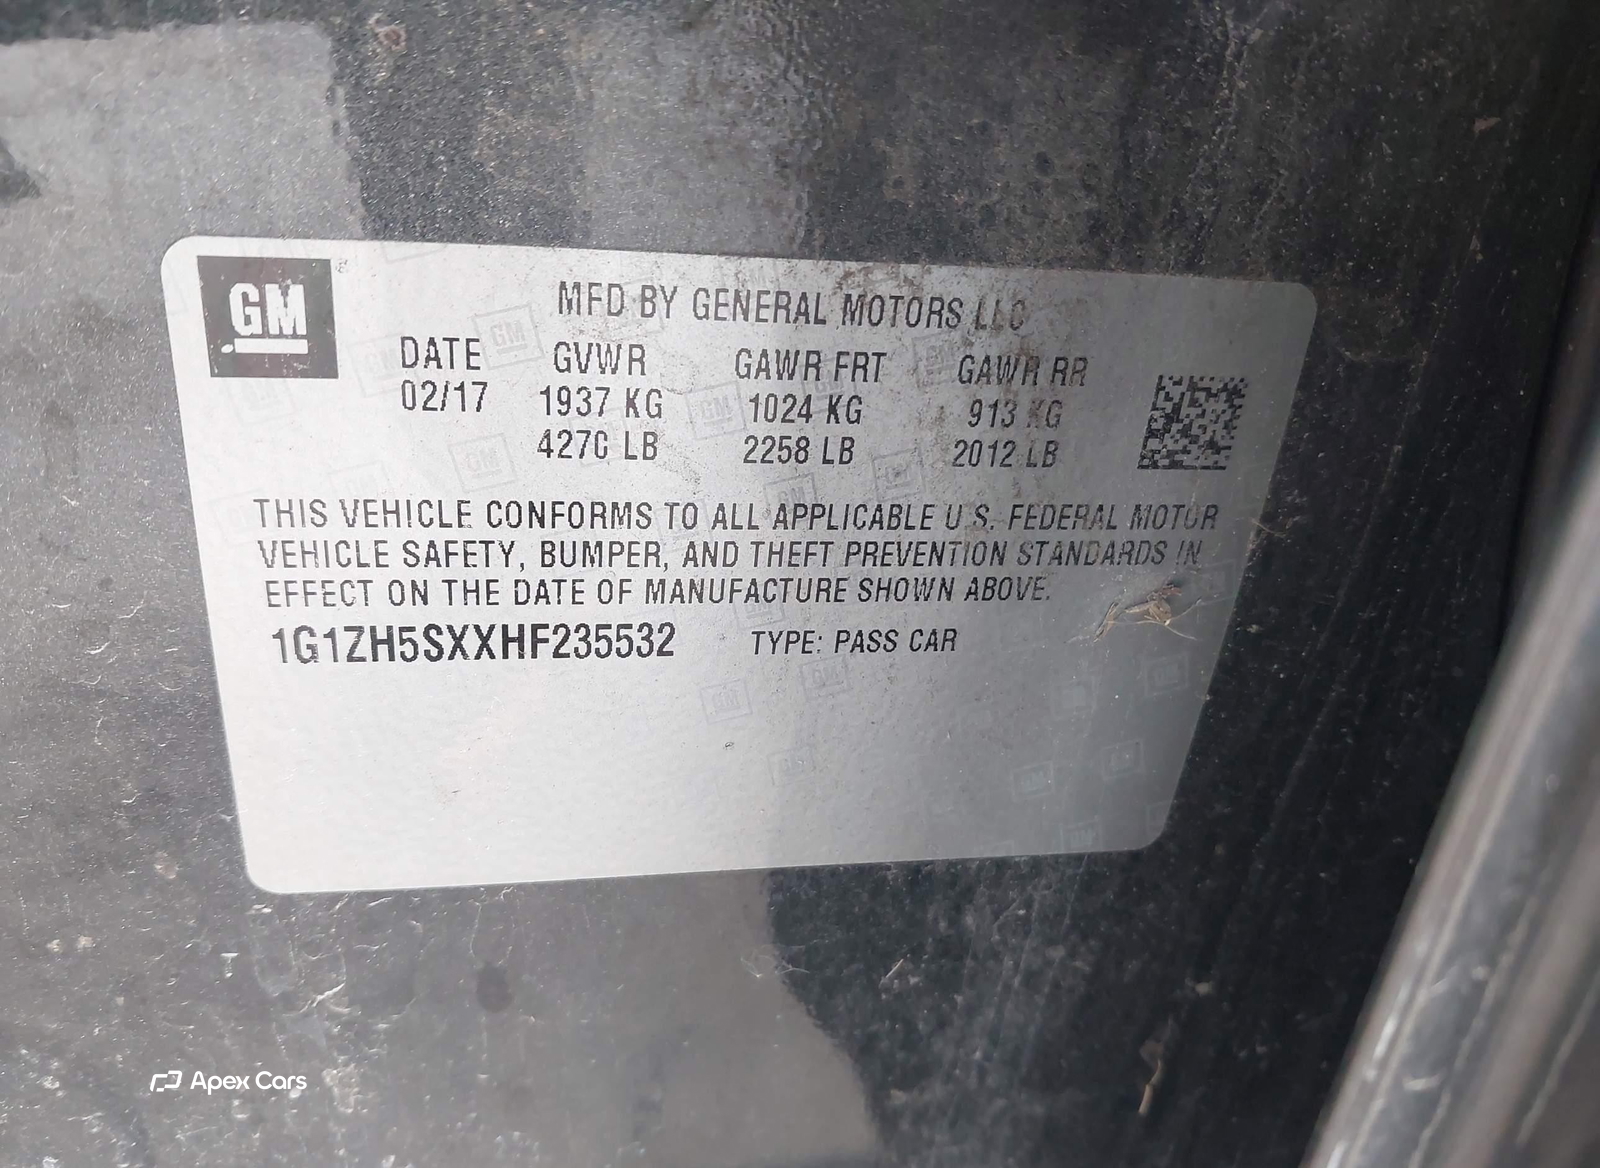 GM
MFD BY GENERAL MOTORS LLC
DATE GVWR GAWR FRT GAWR RR
02/17 1937 KG 1024 KG 913 KG
4270 LB 2258 LB 2012 LB
THIS VEHICLE CONFORMS TO ALL APPLICABLE U.S. FEDERAL MOTOR
VEHICLE SAFETY, BUMPER, AND THEFT PREVENTION STANDARDS IN
EFFECT ON THE DATE OF MANUFACTURE SHOWN ABOVE.
1G1ZH5SXXHF235532 TYPE: PASS CAR
Apex Cars